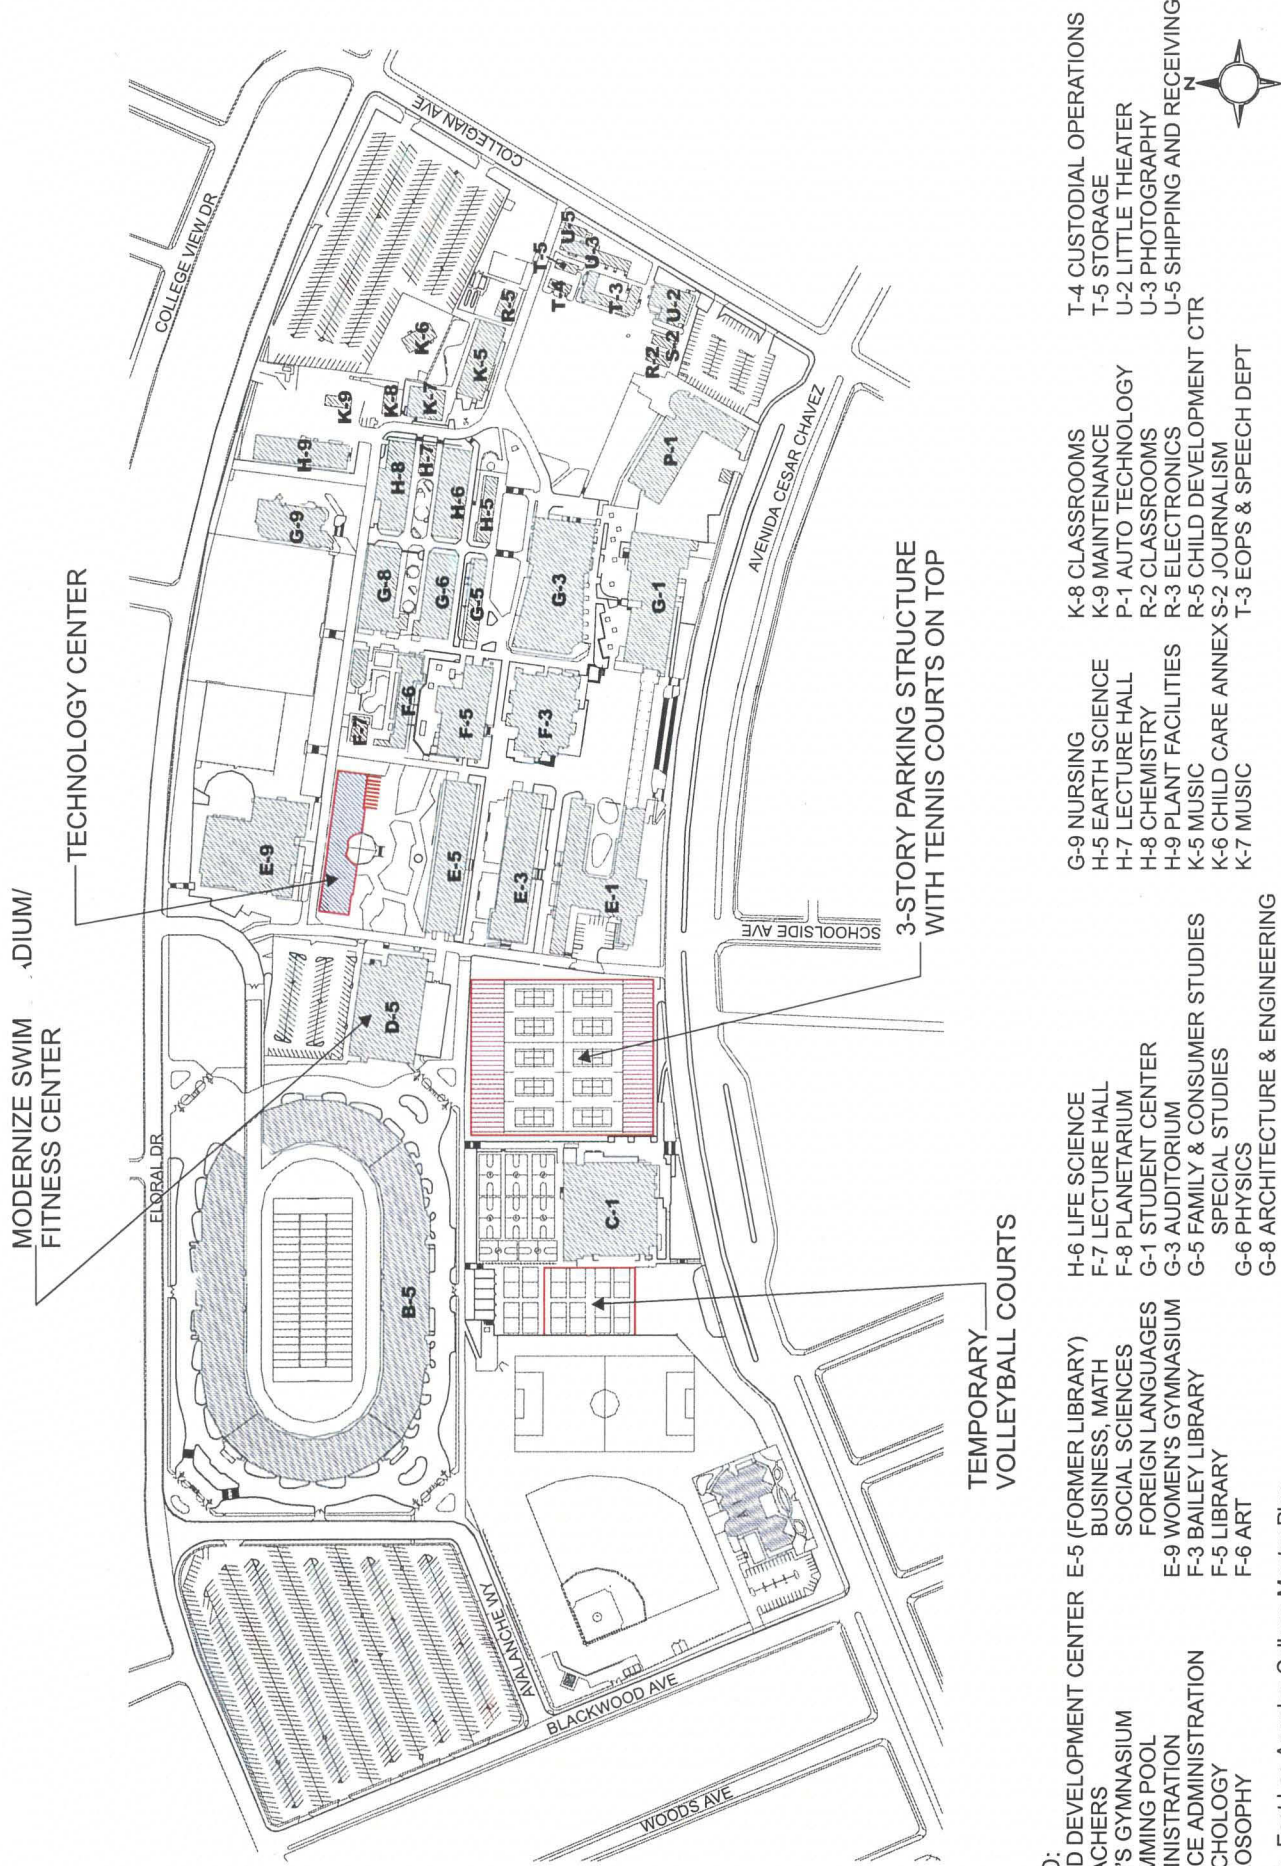 MODERNIZE SWIM
DIUM/
FITNESS CENTER
TECHNOLOGY CENTER
3-STORY PARKING STRUCTURE
WITH TENNIS COURTS ON TOP
TEMPORARY
VOLLEYBALL COURTS
FLORAL DR
COLLEGE VIEW DR
COLLEGIAN AVE
AVENIDA CESAR CHAVEZ
SCHOOLSIDE AVE
AVALANCHE WY
BLACKWOOD AVE
WOODS AVE
B-5
C-1
D-5
E-9
E-5
E-3
E-1
F-7
F-6
F-5
F-3
G-9
G-8
G-6
G-5
G-3
G-1
H-9
H-8
H-7
H-6
H-5
K-9
K-8
K-7
K-6
K-5
R-5
P-1
R-2
S-2
U-2
T-3
T-4
T-5
U-3
U-5
N
D DEVELOPMENT CENTER
ACHERS
'S GYMNASIUM
MMING POOL
INISTRATION
CE ADMINISTRATION
CHOLOGY
OSOPHY
E-5 (FORMER LIBRARY)
BUSINESS, MATH
SOCIAL SCIENCES
FOREIGN LANGUAGES
E-9 WOMEN'S GYMNASIUM
F-3 BAILEY LIBRARY
F-5 LIBRARY
F-6 ART
H-6 LIFE SCIENCE
F-7 LECTURE HALL
F-8 PLANETARIUM
G-1 STUDENT CENTER
G-3 AUDITORIUM
G-5 FAMILY & CONSUMER STUDIES
SPECIAL STUDIES
G-6 PHYSICS
G-8 ARCHITECTURE & ENGINEERING
G-9 NURSING
H-5 EARTH SCIENCE
H-7 LECTURE HALL
H-8 CHEMISTRY
H-9 PLANT FACILITIES
K-5 MUSIC
K-6 CHILD CARE ANNEX
K-7 MUSIC
K-8 CLASSROOMS
K-9 MAINTENANCE
P-1 AUTO TECHNOLOGY
R-2 CLASSROOMS
R-3 ELECTRONICS
R-5 CHILD DEVELOPMENT CTR
S-2 JOURNALISM
T-3 EOPS & SPEECH DEPT
T-4 CUSTODIAL OPERATIONS
T-5 STORAGE
U-2 LITTLE THEATER
U-3 PHOTOGRAPHY
U-5 SHIPPING AND RECEIVING